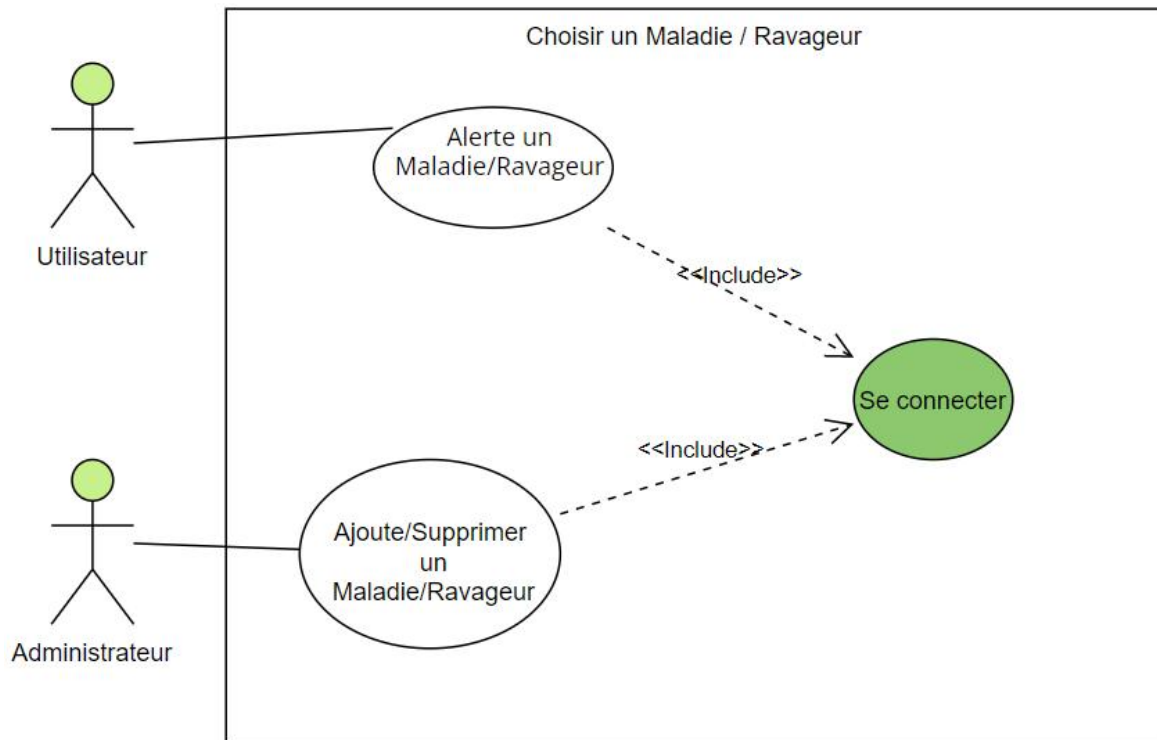 Choisir un Maladie / Ravageur
Alerte un
Maladie/Ravageur
Utilisateur
<<Include>>
Se connecter
<<Include>>
Ajoute/Supprimer
un
Maladie/Ravageur
Administrateur